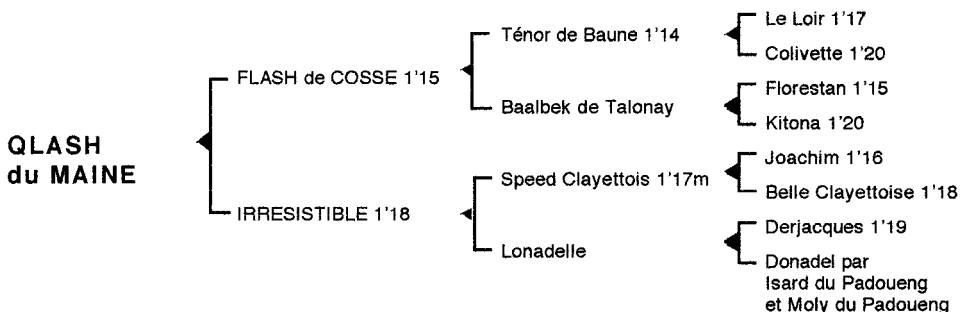 QLASH
du MAINE
FLASH de COSSE 1'15
IRRESISTIBLE 1'18
Ténor de Baune 1'14
Baalbek de Talonay
Speed Clayettois 1'17m
Lonadelle
Le Loir 1'17
Colivette 1'20
Florestan 1'15
Kitona 1'20
Joachim 1'16
Belle Clayettoise 1'18
Derjacques 1'19
Donadel par
Isard du Padoueng
et Moly du Padoueng